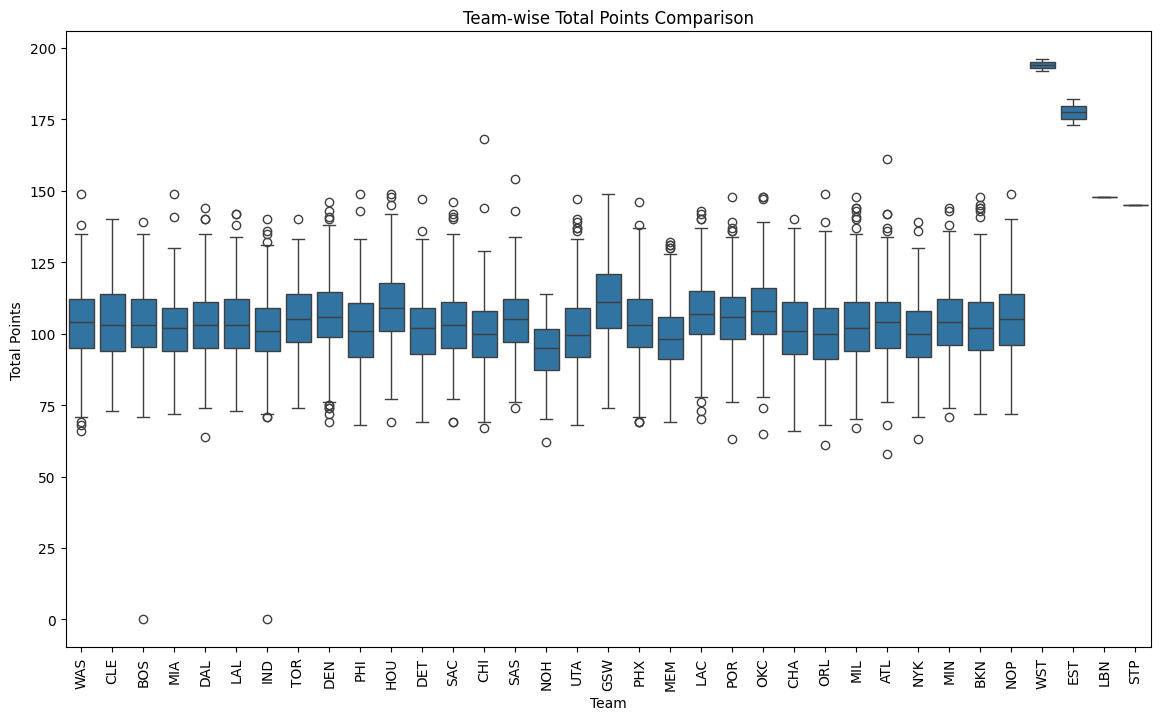 Team-wise Total Points Comparison
Total Points
200
175
150
125
100
75
50
25
0
WAS CLE BOS MIA DAL LAL IND TOR DEN PHI HOU DET SAC CHI SAS NOH UTA GSW PHX MEM LAC POR OKC CHA ORL MIL ATL NYK MIN BKN NOP WST EST LBN STP
Team